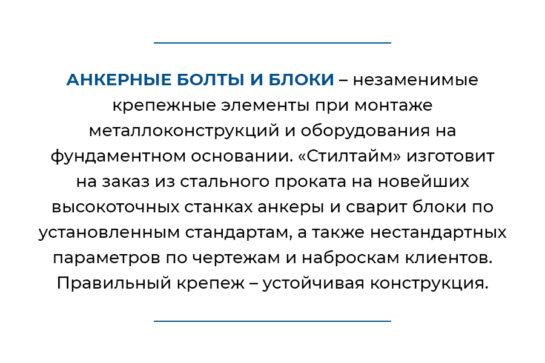 АНКЕРНЫЕ БОЛТЫ И БЛОКИ – незаменимые
крепежные элементы при монтаже
металлоконструкций и оборудования на
фундаментном основании. «Стилтайм» изготовит
на заказ из стального проката на новейших
высокоточных станках анкеры и сварит блоки по
установленным стандартам, а также нестандартных
параметров по чертежам и наброскам клиентов.
Правильный крепеж – устойчивая конструкция.